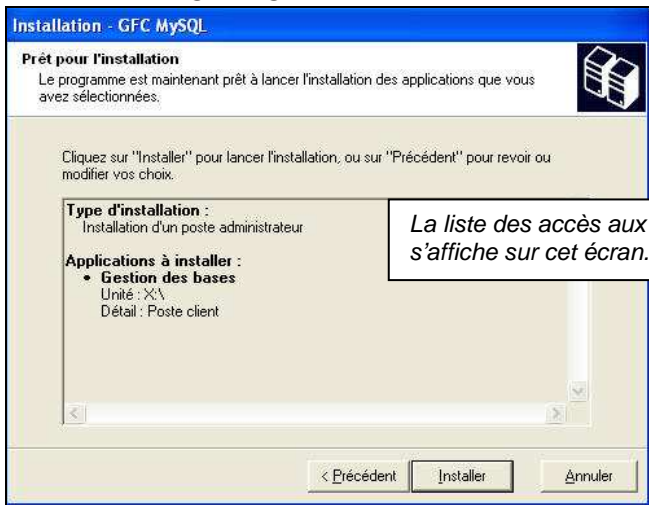 Installation - GFC MySQL
Prêt pour l'installation
Le programme est maintenant prêt à lancer l'installation des applications que vous
avez sélectionnées.
Cliquez sur "Installer" pour lancer l'installation, ou sur "Précédent" pour revoir ou
modifier vos choix.
Type d'installation :
Installation d'un poste administrateur
Applications à installer :
• Gestion des bases
Unité : X:\
Détail : Poste client
La liste des accès aux
s'affiche sur cet écran.
< Précédent
Installer
Annuler